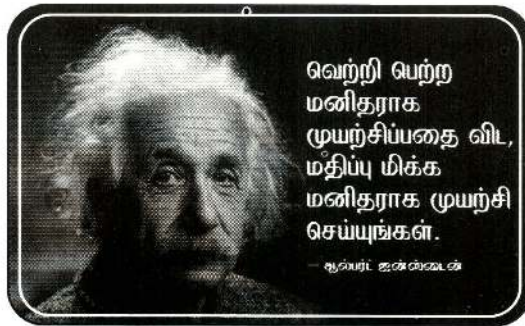 வெற்றி பெற்ற
மனிதராக
முயற்சிப்பதை விட,
மதிப்பு மிக்க
மனிதராக முயற்சி
செய்யுங்கள்.
– ஆல்பர்ட் ஐன்ஸ்டைன்